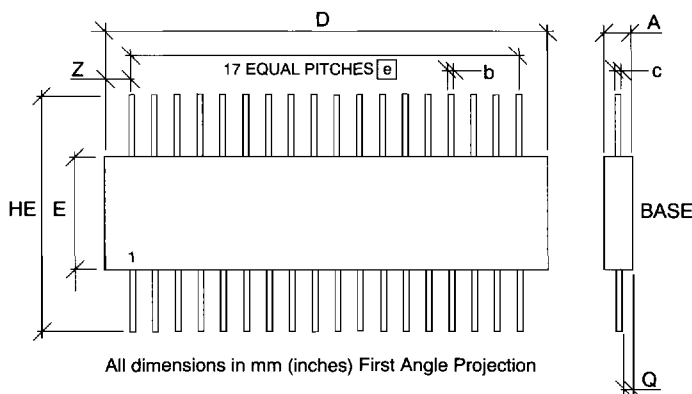 D
A
17 EQUAL PITCHES e
b
Z
c
HE
E
BASE
1
All dimensions in mm (inches) First Angle Projection
Q